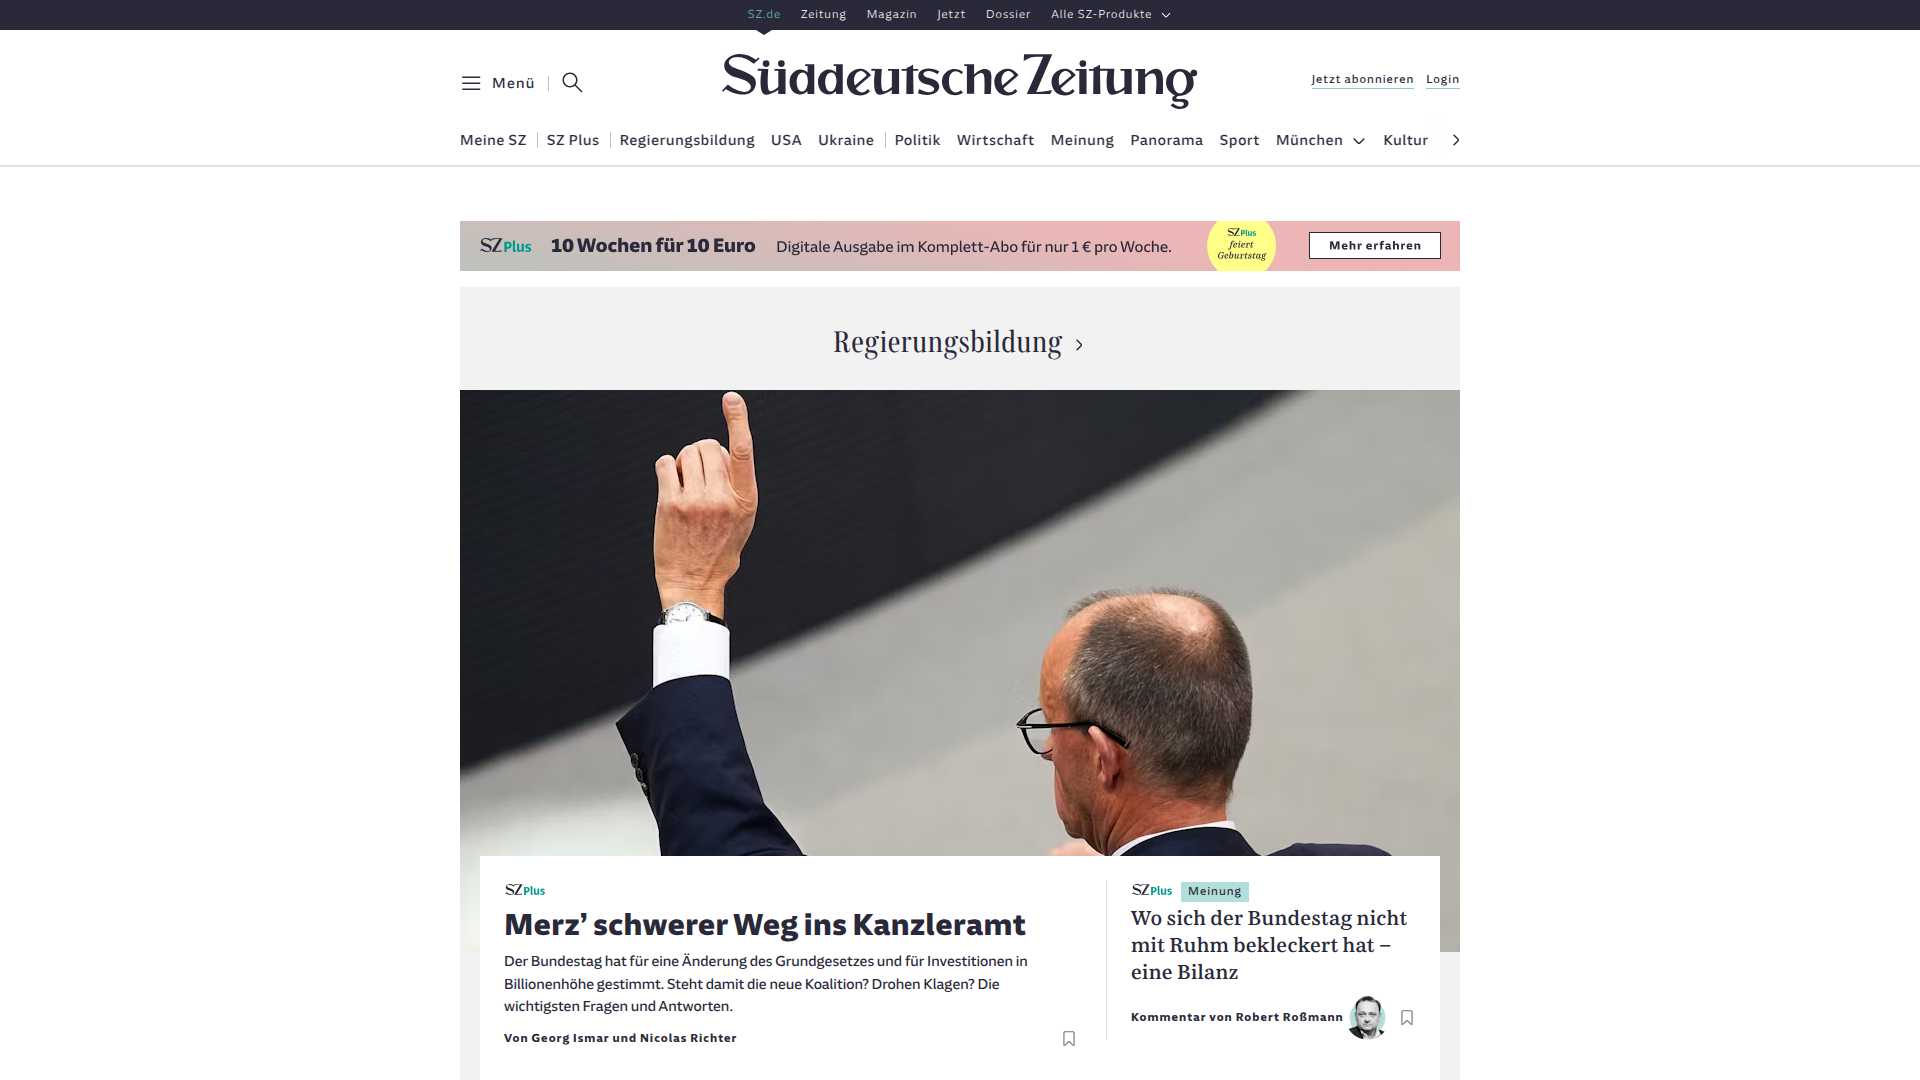 SZ.de Zeitung Magazin Jetzt Dossier Alle SZ-Produkte
Menü
Süddeutsche Zeitung
Jetzt abonnieren Login
Meine SZ SZ Plus Regierungsbildung USA Ukraine Politik Wirtschaft Meinung Panorama Sport München Kultur
SZ Plus 10 Wochen für 10 Euro Digitale Ausgabe im Komplett-Abo für nur 1 € pro Woche.
SZ Plus
feiert
Geburtstag
Mehr erfahren
Regierungsbildung
SZ Plus
Merz’ schwerer Weg ins Kanzleramt
Der Bundestag hat für eine Änderung des Grundgesetzes und für Investitionen in
Billionenhöhe gestimmt. Steht damit die neue Koalition? Drohen Klagen? Die
wichtigsten Fragen und Antworten.
Von Georg Ismar und Nicolas Richter
SZ Plus Meinung
Wo sich der Bundestag nicht
mit Ruhm bekleckert hat –
eine Bilanz
Kommentar von Robert Roßmann